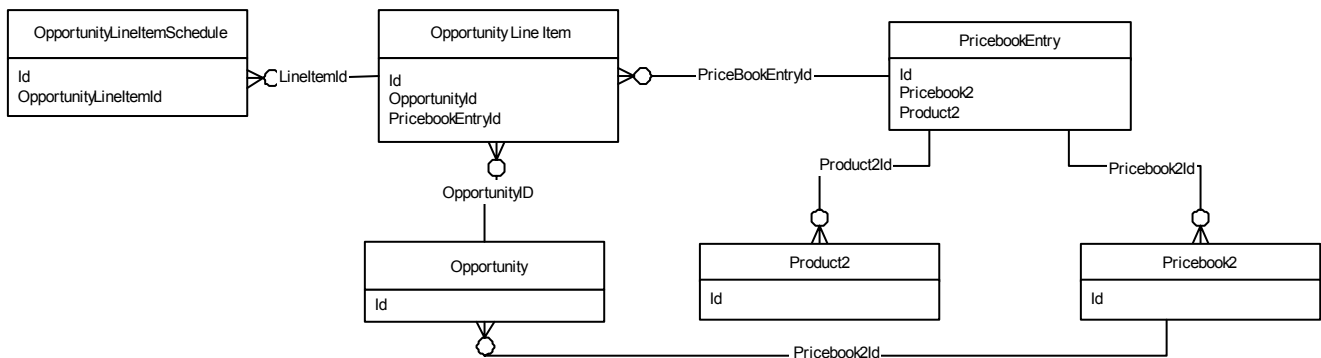 OpportunityLineItemSchedule
Id
OpportunityLineItemId
LineItemId
Opportunity Line Item
Id
OpportunityId
PricebookEntryId
PriceBookEntryId
PricebookEntry
Id
Pricebook2
Product2
OpportunityID
Product2Id
Pricebook2Id
Opportunity
Id
Product2
Id
Pricebook2
Id
Pricebook2Id